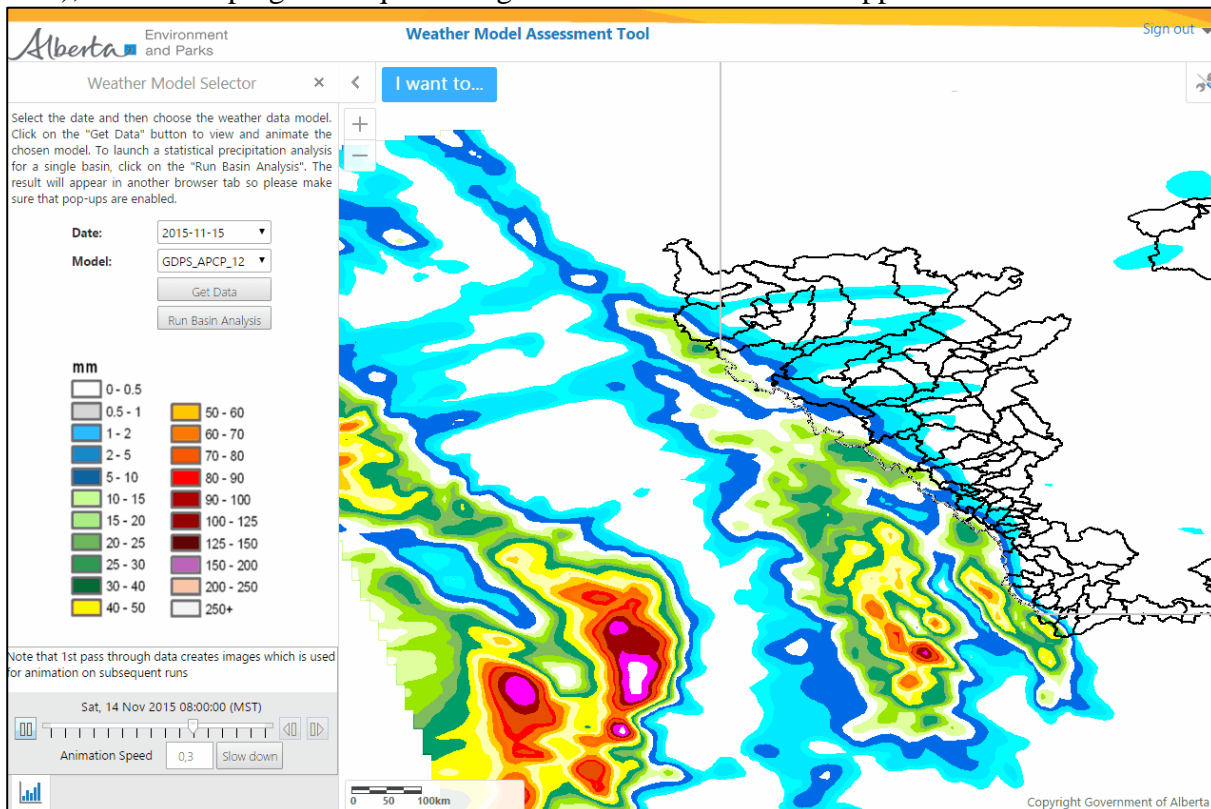 Alberta
Environment
and Parks
Weather Model Assessment Tool
Sign out
Weather Model Selector
I want to...
Select the date and then choose the weather data model.
Click on the "Get Data" button to view and animate the
chosen model. To launch a statistical precipitation analysis
for a single basin, click on the "Run Basin Analysis". The
result will appear in another browser tab so please make
sure that pop-ups are enabled.
Date: 2015-11-15
Model: GDPS_APCP_12
Get Data
Run Basin Analysis
mm
0 - 0.5
0.5 - 1
1 - 2
2 - 5
5 - 10
10 - 15
15 - 20
20 - 25
25 - 30
30 - 40
40 - 50
50 - 60
60 - 70
70 - 80
80 - 90
90 - 100
100 - 125
125 - 150
150 - 200
200 - 250
250+
Note that 1st pass through data creates images which is used
for animation on subsequent runs
Sat, 14 Nov 2015 08:00:00 (MST)
Animation Speed 0,3 Slow down
0 50 100km
Copyright Government of Alberta